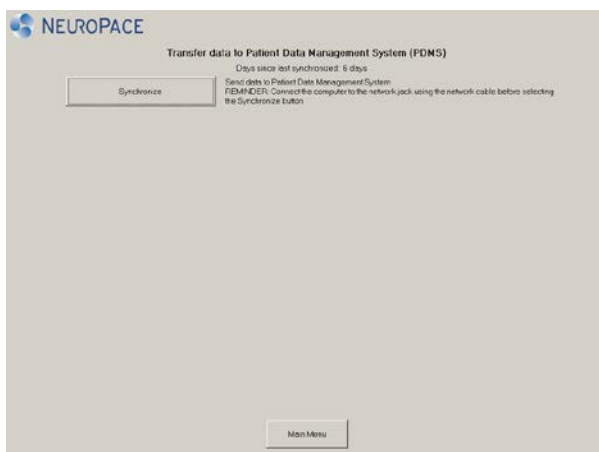 NEUROPACE
Transfer data to Patient Data Management System (PDMS)
Days since last synchronized: 6 days
Synchronize
Send data to Patient Data Management System
REMINDER: Connect the computer to the network jack using the network cable before selecting
the Synchronize button
Main Menu